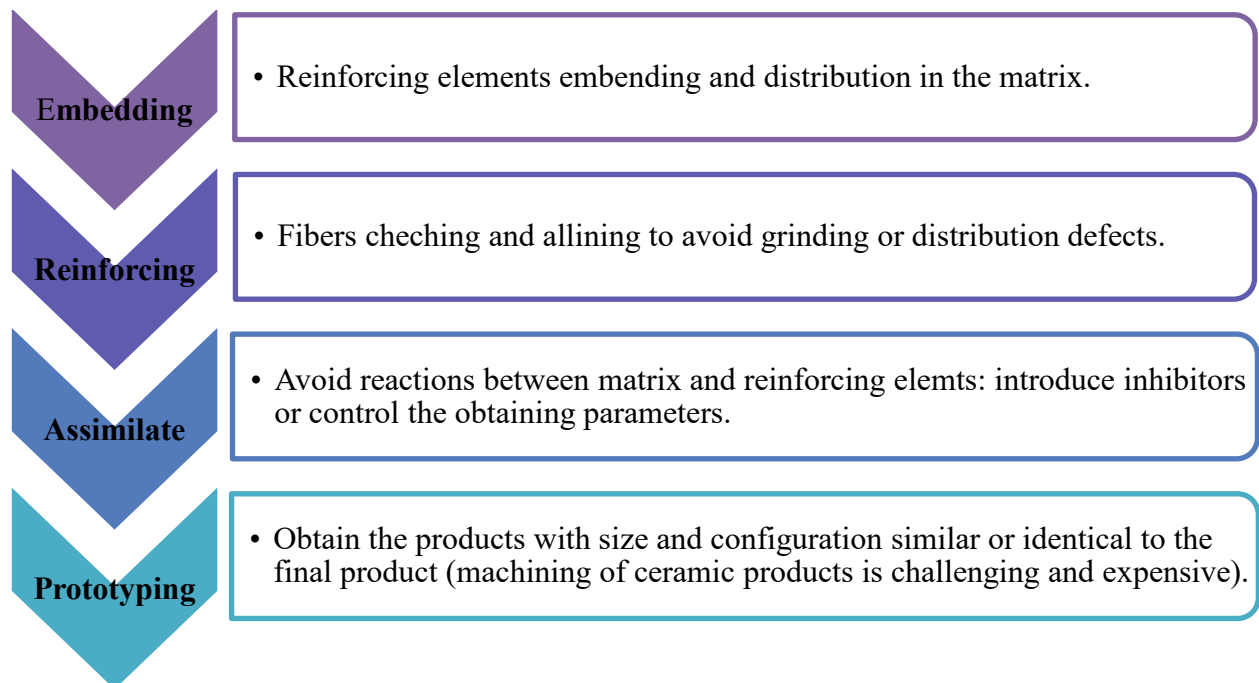 Embedding
• Reinforcing elements embending and distribution in the matrix.
Reinforcing
• Fibers cheching and allining to avoid grinding or distribution defects.
Assimilate
• Avoid reactions between matrix and reinforcing elemts: introduce inhibitors
or control the obtaining parameters.
Prototyping
• Obtain the products with size and configuration similar or identical to the
final product (machining of ceramic products is challenging and expensive).